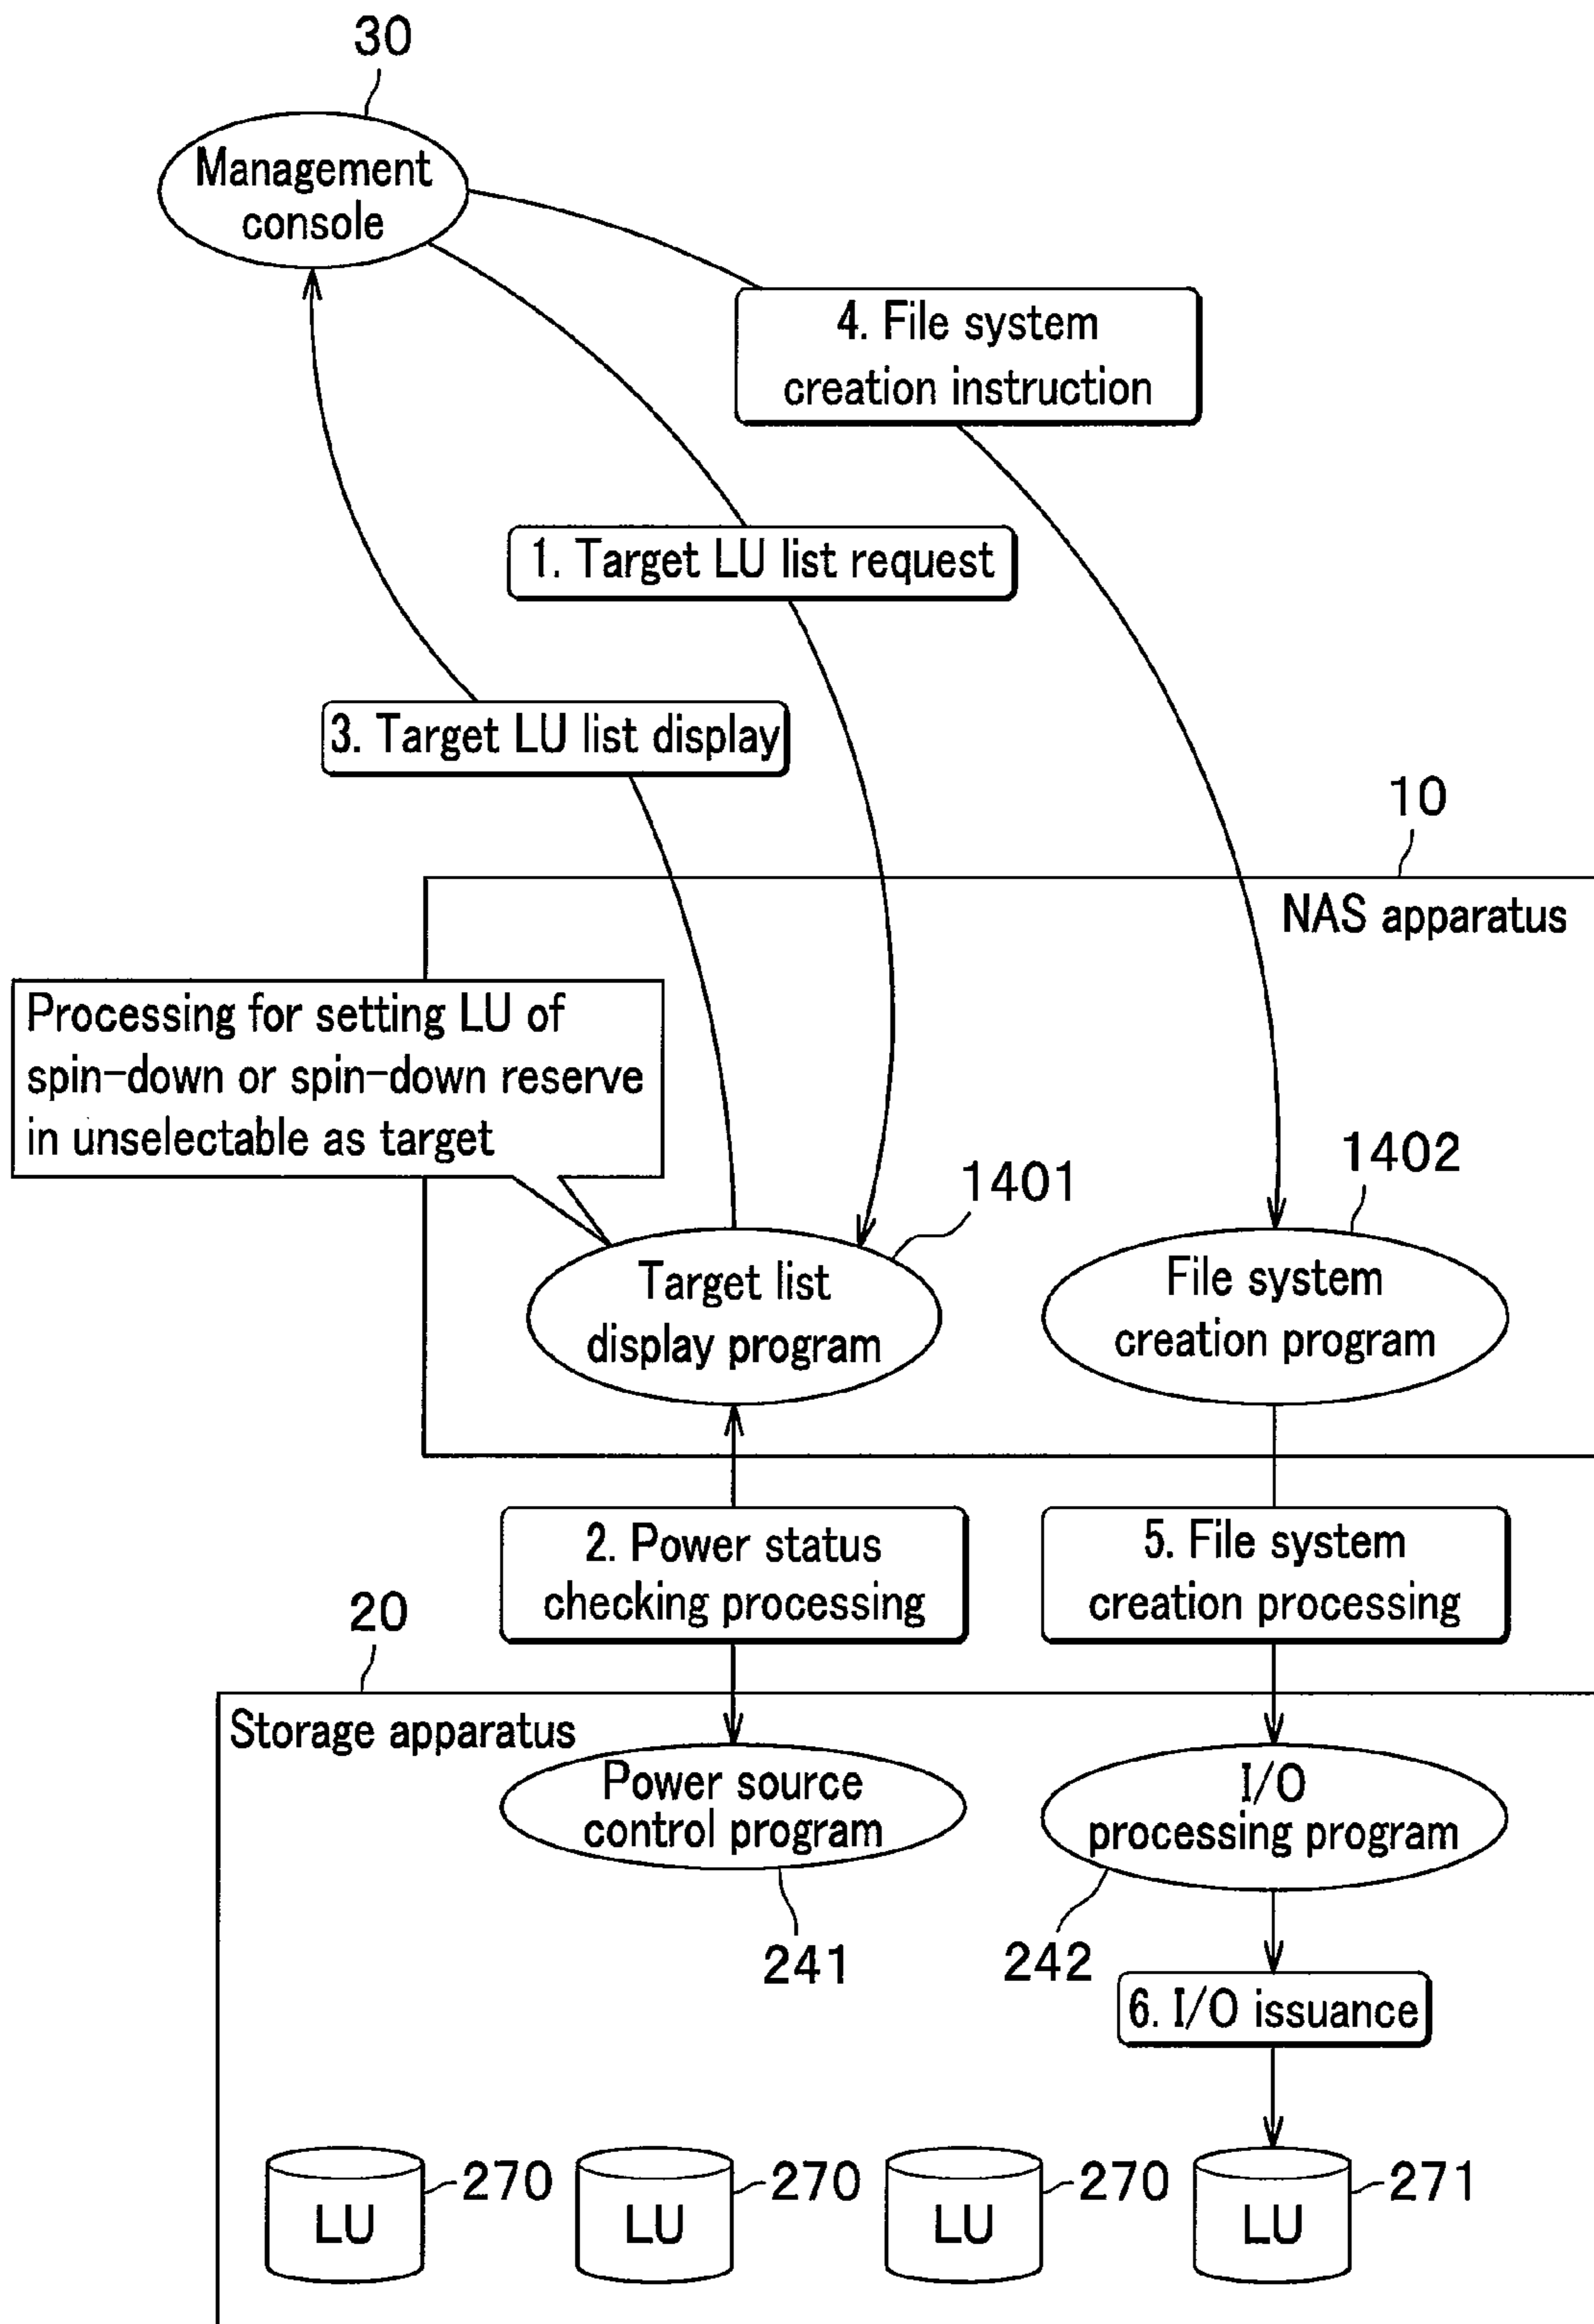 30
Management
console
4. File system
creation instruction
1. Target LU list request
3. Target LU list display
10
NAS apparatus
Processing for setting LU of
spin-down or spin-down reserve
in unselectable as target
1401
1402
Target list
display program
File system
creation program
2. Power status
checking processing
5. File system
creation processing
20
Storage apparatus
Power source
control program
I/O
processing program
241
242
6. I/O issuance
LU
270
LU
270
LU
270
LU
271